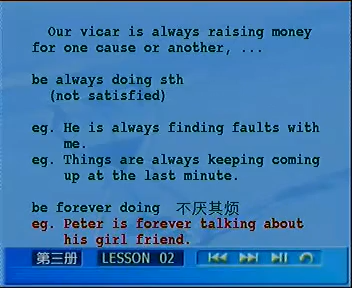 Our vicar is always raising money
for one cause or another, ...
be always doing sth
(not satisfied)
eg. He is always finding faults with
me.
eg. Things are always keeping coming
up at the last minute.
be forever doing 不厌其烦
eg. Peter is forever talking about
his girl friend.
第三册 LESSON 02